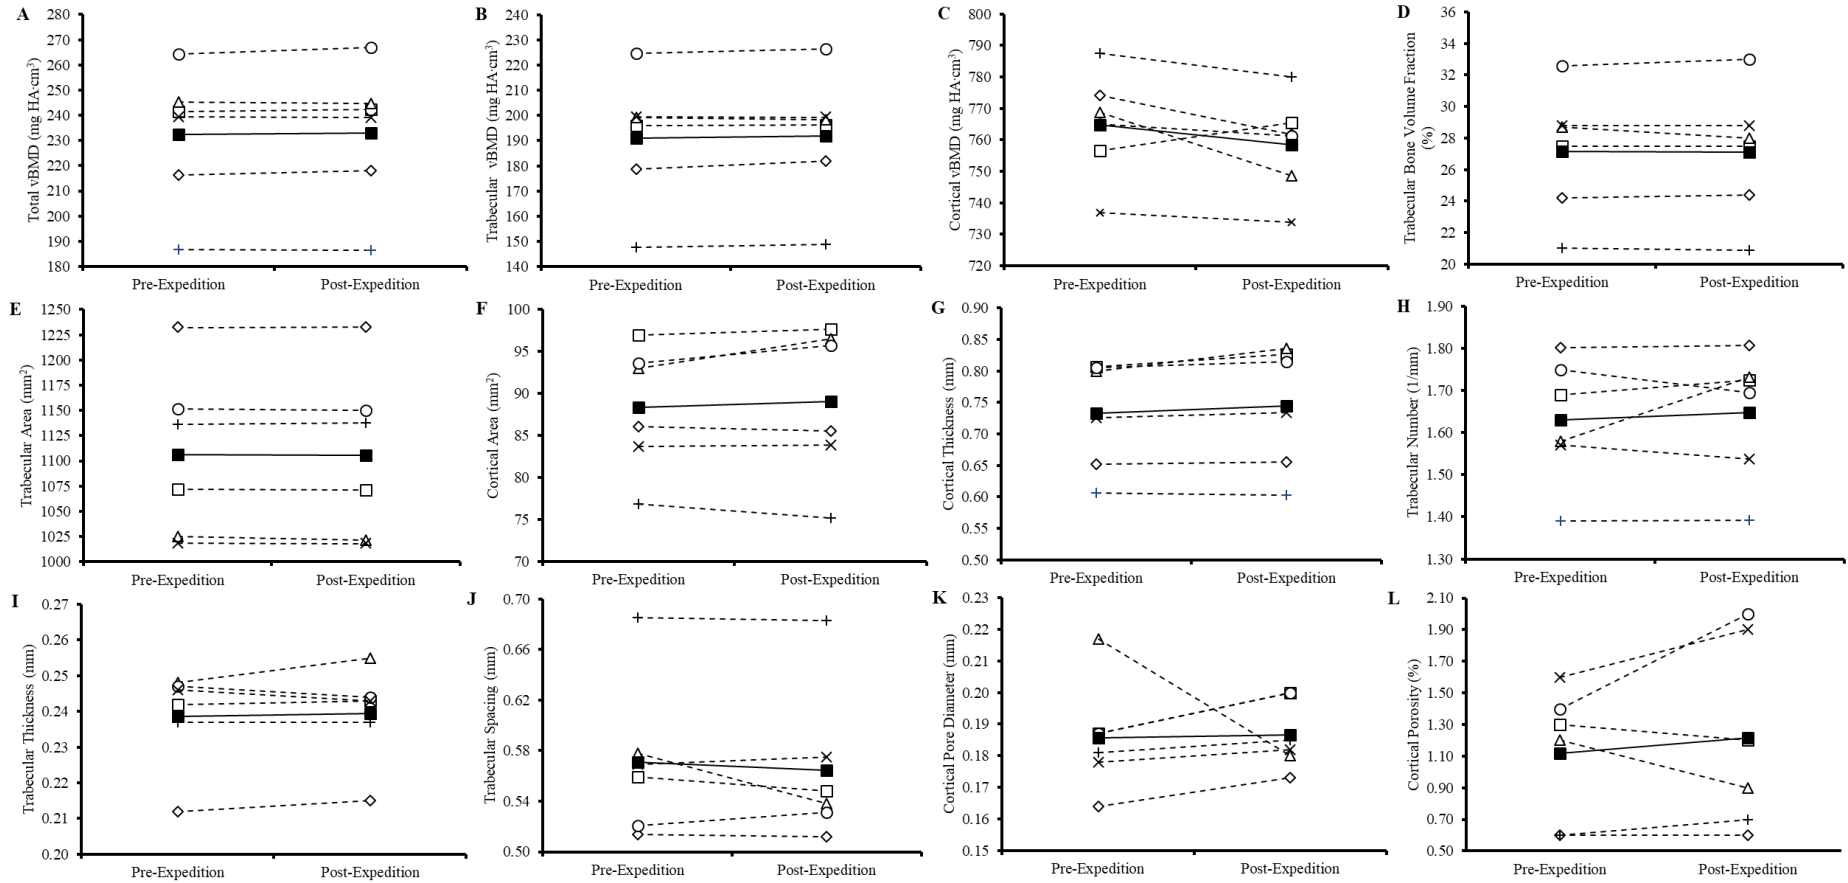 A
Total vBMD (mg HA·cm³)
280
270
260
250
240
230
220
210
200
190
180
Pre-Expedition Post-Expedition
B
Trabecular vBMD (mg HA·cm³)
240
230
220
210
200
190
180
170
160
150
140
Pre-Expedition Post-Expedition
C
Cortical vBMD (mg HA·cm³)
800
790
780
770
760
750
740
730
720
Pre-Expedition Post-Expedition
D
Trabecular Bone Volume Fraction
(%)
36
34
32
30
28
26
24
22
20
Pre-Expedition Post-Expedition
E
Trabecular Area (mm²)
1250
1225
1200
1175
1150
1125
1100
1075
1050
1025
1000
Pre-Expedition Post-Expedition
F
Cortical Area (mm²)
100
95
90
85
80
75
70
Pre-Expedition Post-Expedition
G
Cortical Thickness (mm)
0.90
0.85
0.80
0.75
0.70
0.65
0.60
0.55
0.50
Pre-Expedition Post-Expedition
H
Trabecular Number (1/mm)
1.90
1.80
1.70
1.60
1.50
1.40
1.30
Pre-Expedition Post-Expedition
I
Trabecular Thickness (mm)
0.27
0.26
0.25
0.24
0.23
0.22
0.21
0.20
Pre-Expedition Post-Expedition
J
Trabecular Spacing (mm)
0.70
0.66
0.62
0.58
0.54
0.50
Pre-Expedition Post-Expedition
K
Cortical Pore Diameter (mm)
0.23
0.22
0.21
0.20
0.19
0.18
0.17
0.16
0.15
Pre-Expedition Post-Expedition
L
Cortical Porosity (%)
2.10
1.90
1.70
1.50
1.30
1.10
0.90
0.70
0.50
Pre-Expedition Post-Expedition